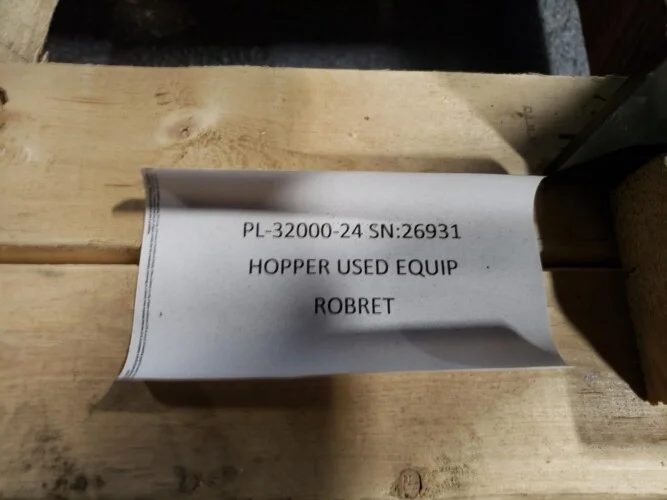 PL-32000-24 SN:26931
HOPPER USED EQUIP
ROBRET